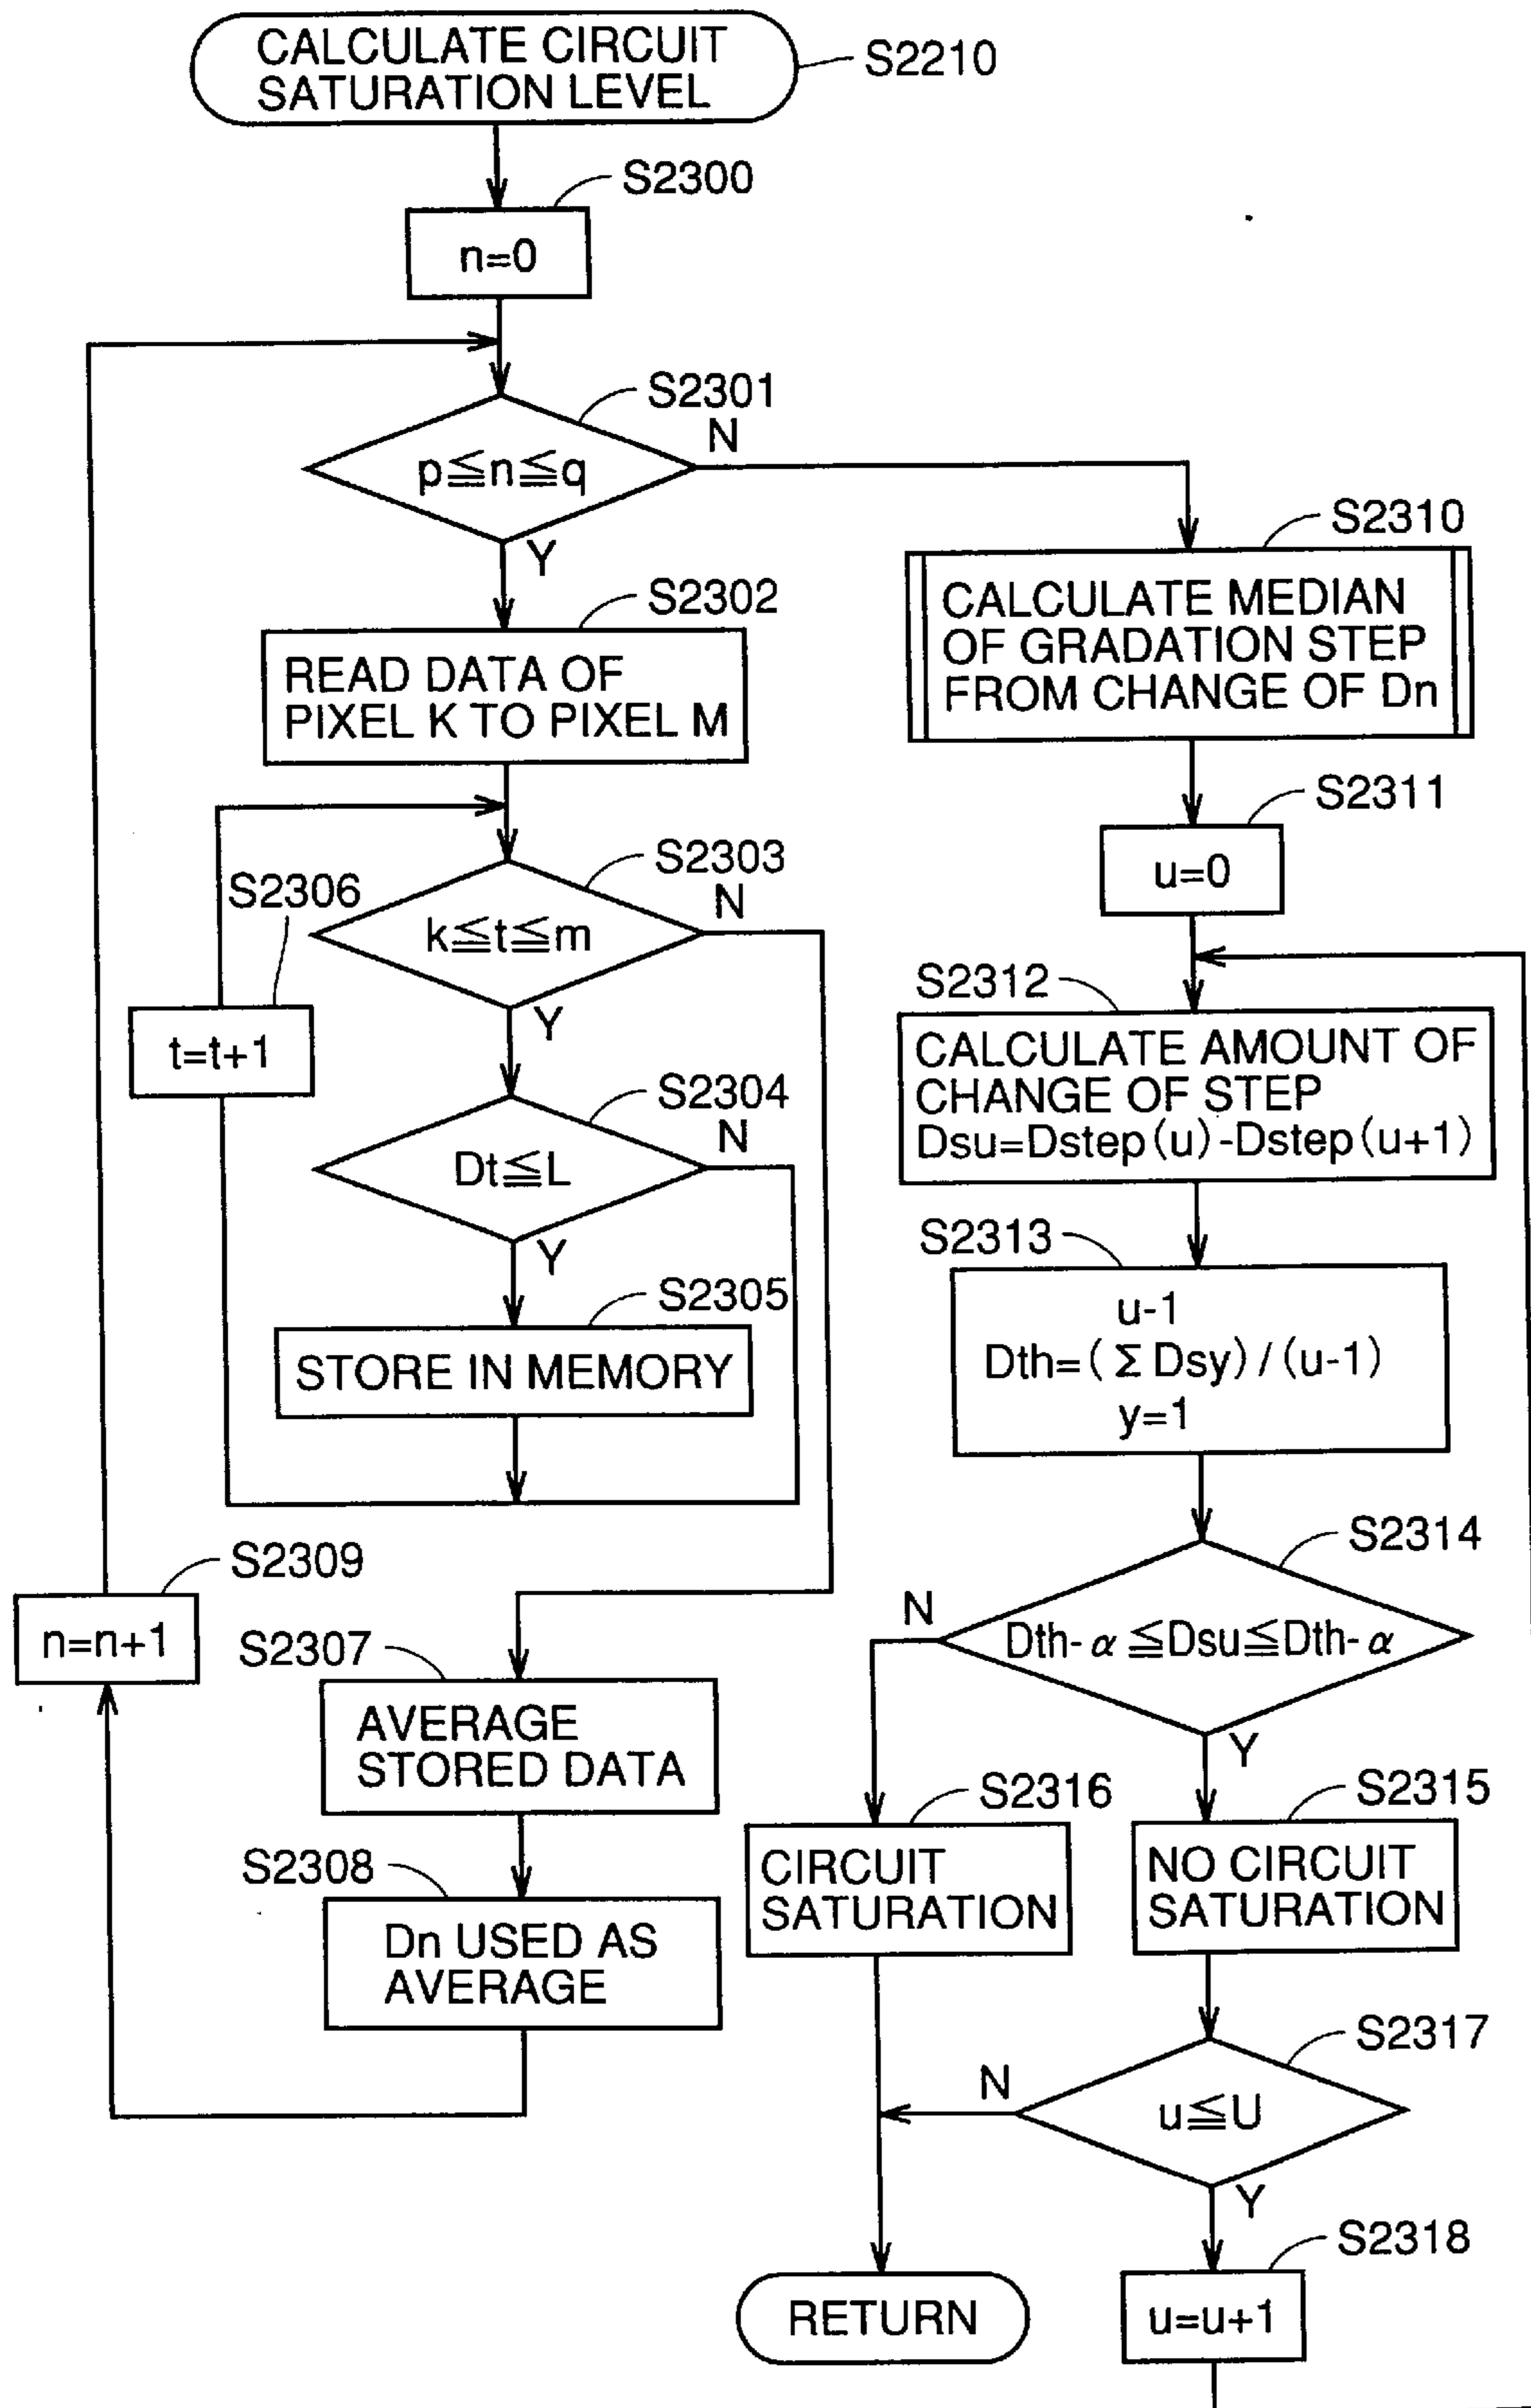 CALCULATE CIRCUIT
SATURATION LEVEL
S2210
S2300
n=0
S2301
p≦n≦q
N
Y
S2302
READ DATA OF
PIXEL K TO PIXEL M
S2303
k≦t≦m
N
Y
S2306
t=t+1
S2304
Dt≦L
N
Y
S2305
STORE IN MEMORY
S2309
n=n+1
S2307
AVERAGE
STORED DATA
S2308
Dn USED AS
AVERAGE
S2310
CALCULATE MEDIAN
OF GRADATION STEP
FROM CHANGE OF Dn
S2311
u=0
S2312
CALCULATE AMOUNT OF
CHANGE OF STEP
Dsu=Dstep(u)-Dstep(u+1)
S2313
u-1
Dth=(Σ Dsy)/(u-1)
y=1
S2314
Dth-α≦Dsu≦Dth-α
N
Y
S2316
CIRCUIT
SATURATION
S2315
NO CIRCUIT
SATURATION
S2317
u≦U
N
Y
S2318
u=u+1
RETURN